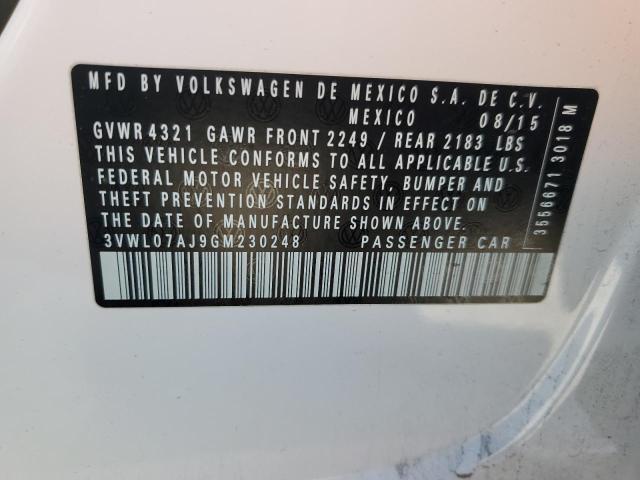 MFD BY VOLKSWAGEN DE MEXICO S.A. DE C.V.
MEXICO 08/15
GVWR 4321 GAWR FRONT 2249 / REAR 2183 LBS
THIS VEHICLE CONFORMS TO ALL APPLICABLE U.S.
FEDERAL MOTOR VEHICLE SAFETY, BUMPER AND
THEFT PREVENTION STANDARDS IN EFFECT ON
THE DATE OF MANUFACTURE SHOWN ABOVE.
3VWL07AJ9GM230248 PASSENGER CAR
3556671 3018 M